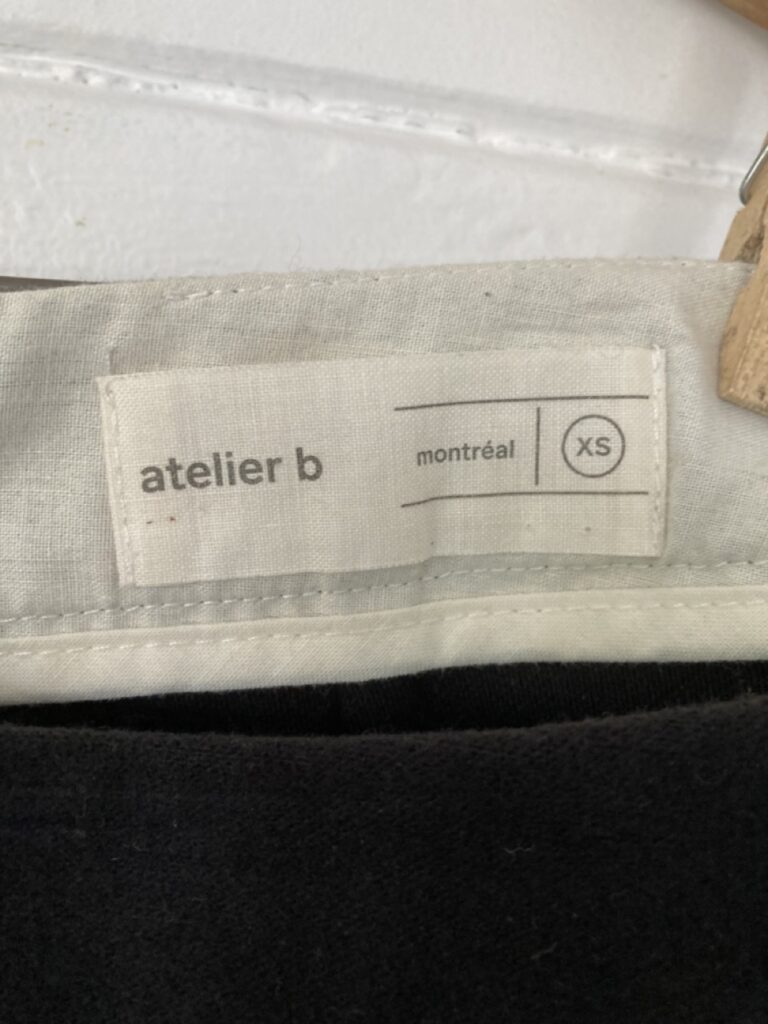 atelier b montréal XS